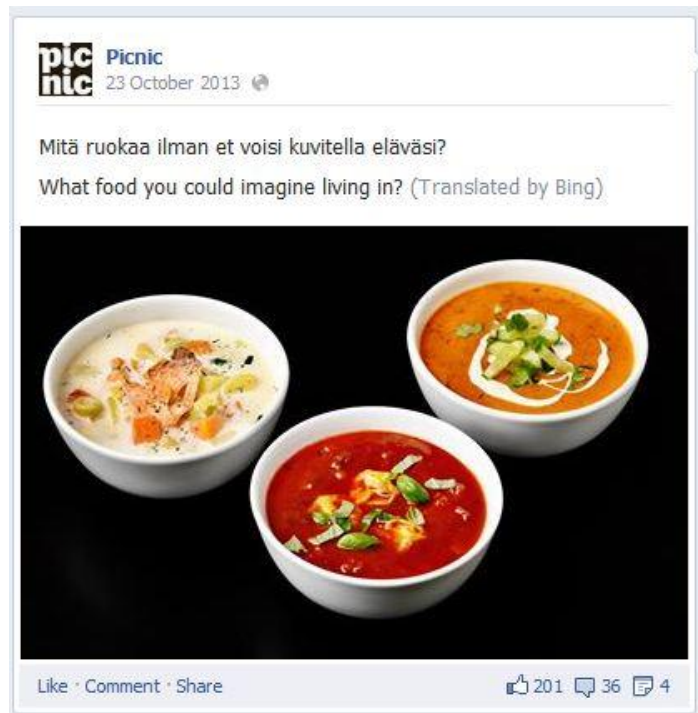 pic
nic
Picnic
23 October 2013
Mitä ruokaa ilman et voisi kuvitella eläväsi?
What food you could imagine living in? (Translated by Bing)
Like · Comment · Share
201 36 4